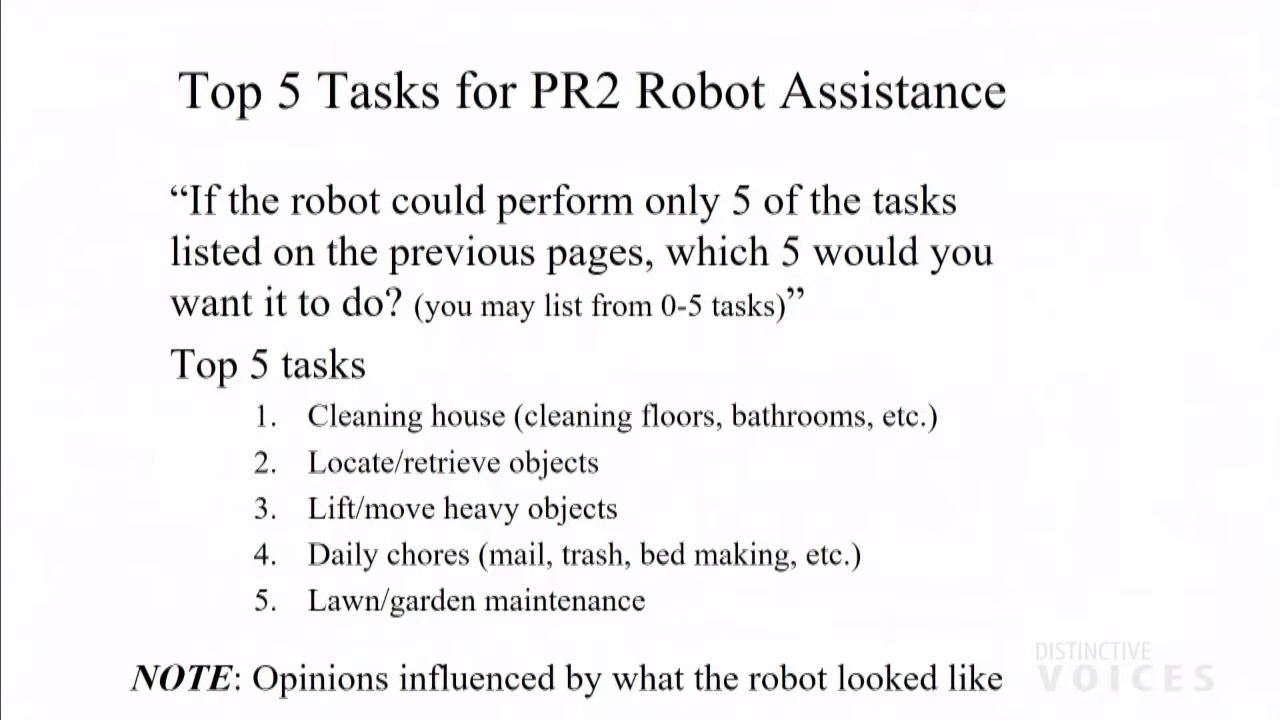 Top 5 Tasks for PR2 Robot Assistance
“If the robot could perform only 5 of the tasks
listed on the previous pages, which 5 would you
want it to do? (you may list from 0-5 tasks)”
Top 5 tasks
1. Cleaning house (cleaning floors, bathrooms, etc.)
2. Locate/retrieve objects
3. Lift/move heavy objects
4. Daily chores (mail, trash, bed making, etc.)
5. Lawn/garden maintenance
NOTE: Opinions influenced by what the robot looked like
DISTINCTIVE
VOICES